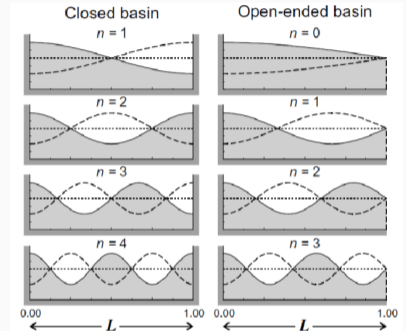 Closed basin
Open-ended basin
n = 1
n = 0
n = 2
n = 1
n = 3
n = 2
n = 4
n = 3
0.00
1.00
0.00
1.00
L
L